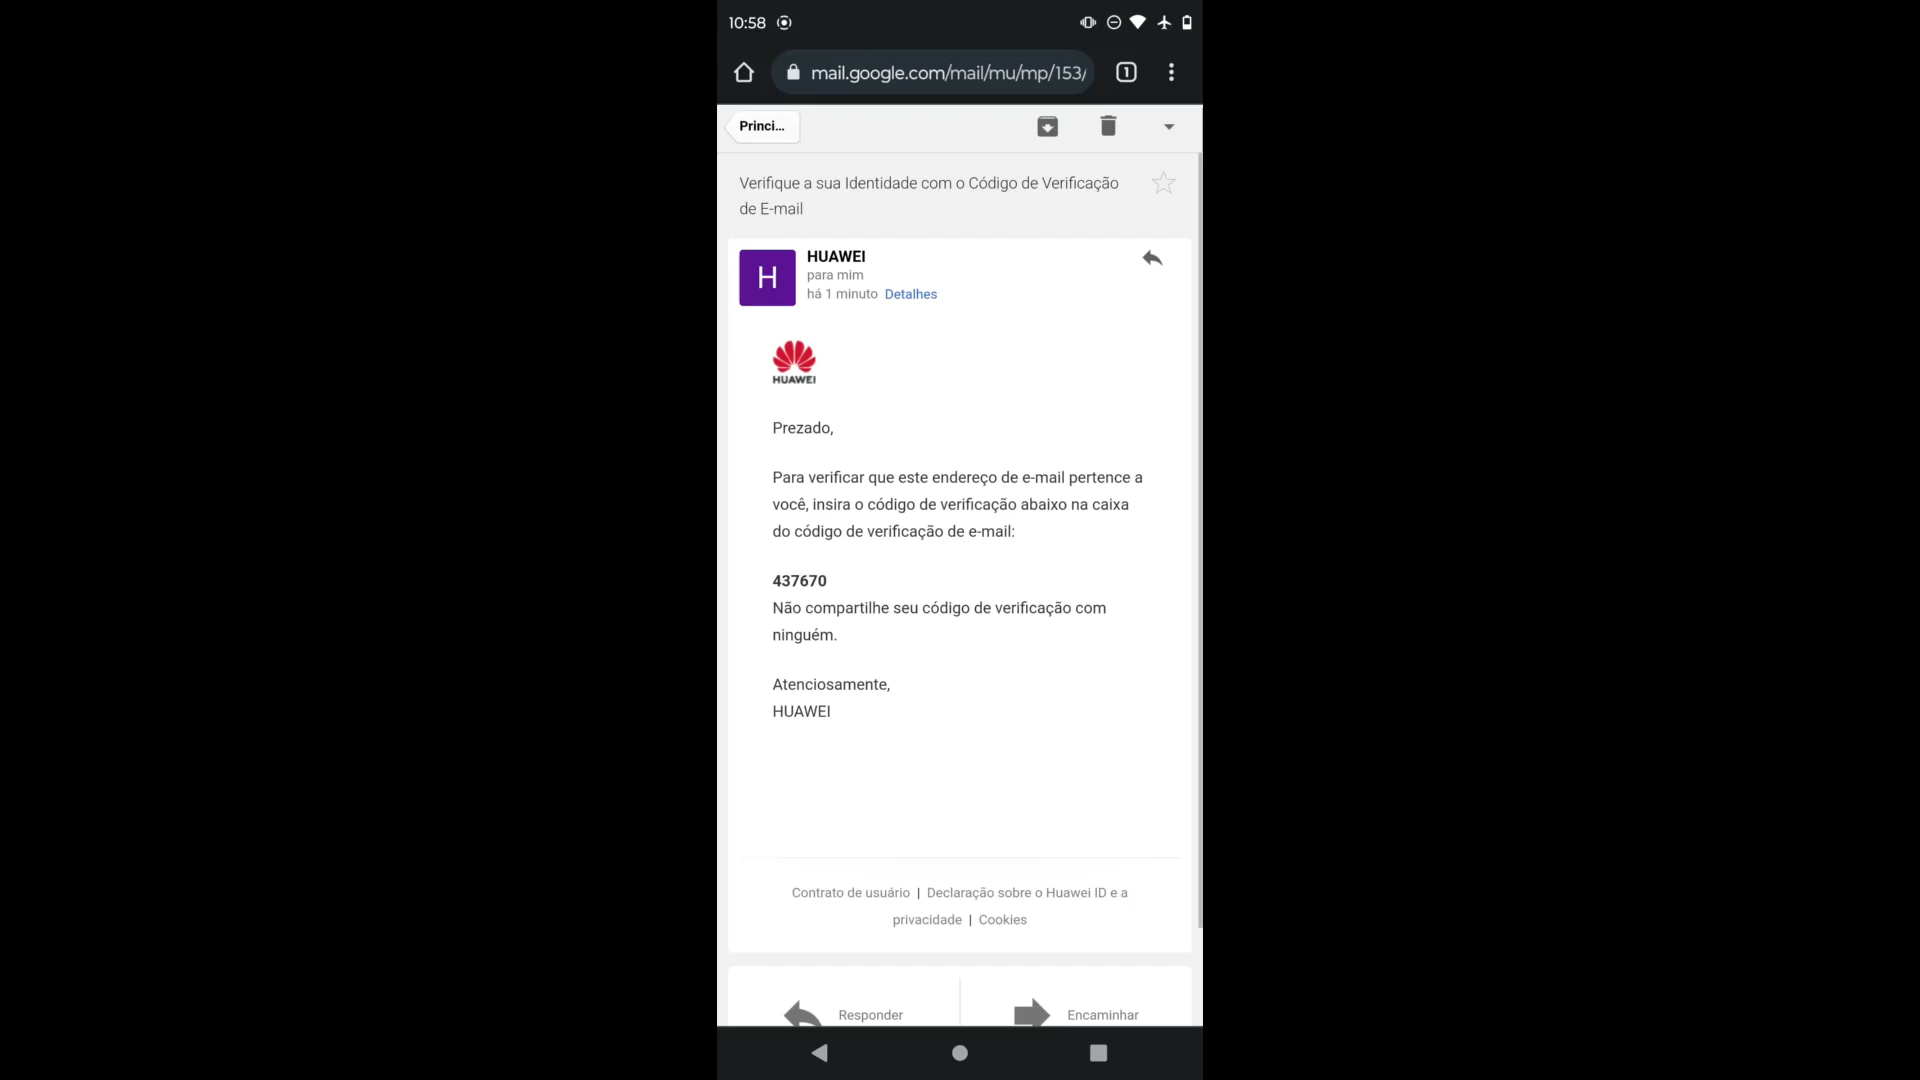 10:58
mail.google.com/mail/mu/mp/153/
1
Princi...
Verifique a sua Identidade com o Código de Verificação
de E-mail
H
HUAWEI
para mim
há 1 minuto Detalhes
HUAWEI
Prezado,
Para verificar que este endereço de e-mail pertence a
você, insira o código de verificação abaixo na caixa
do código de verificação de e-mail:
437670
Não compartilhe seu código de verificação com
ninguém.
Atenciosamente,
HUAWEI
Contrato de usuário | Declaração sobre o Huawei ID e a
privacidade | Cookies
Responder
Encaminhar